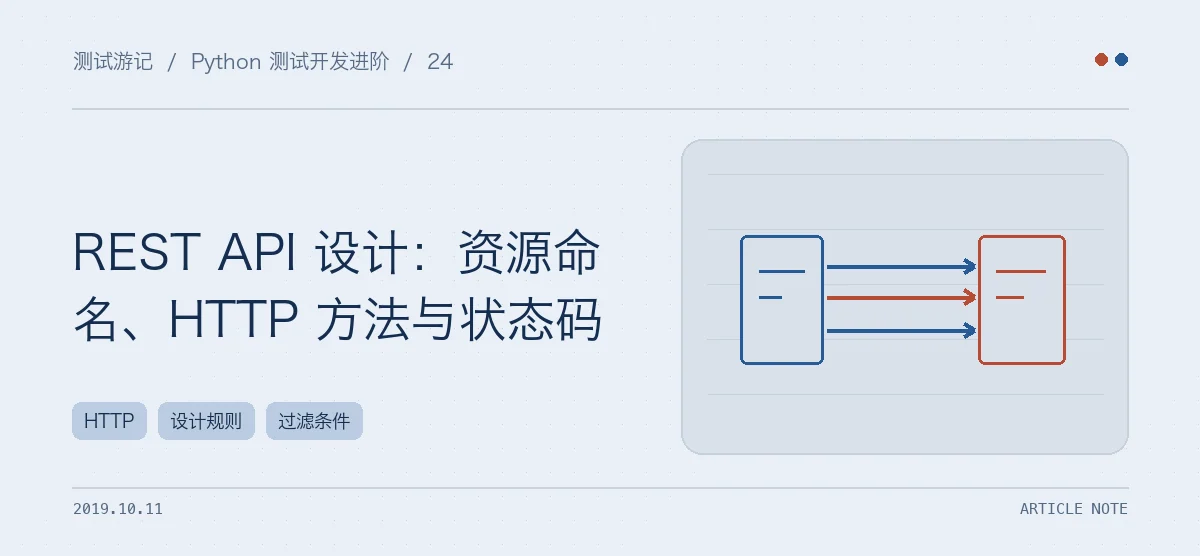 测试游记 / Python 测试开发进阶 / 24
REST API 设计：资源命
名、HTTP 方法与状态码
HTTP 设计规则 过滤条件
2019.10.11 ARTICLE NOTE